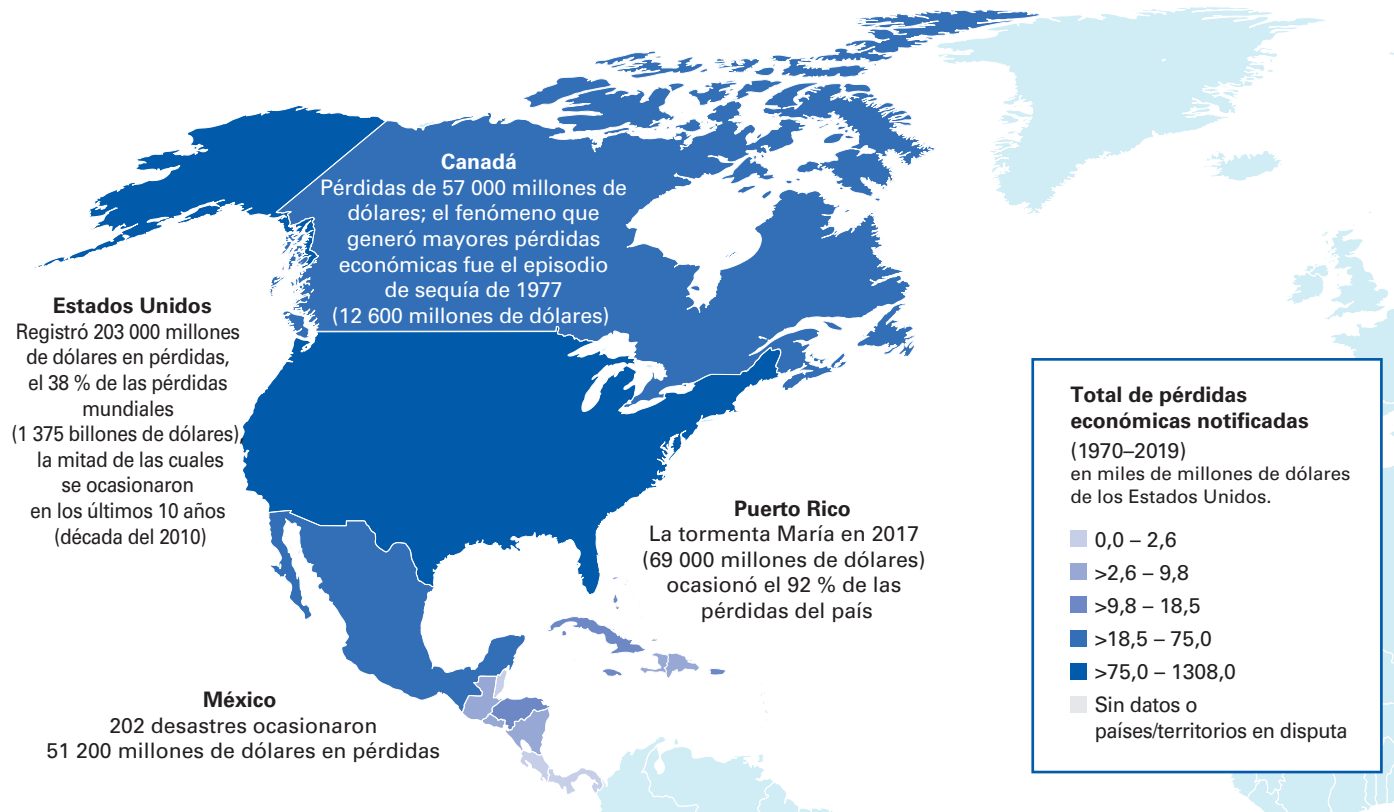 Canadá
Pérdidas de 57 000 millones de
dólares; el fenómeno que
generó mayores pérdidas
económicas fue el episodio
de sequía de 1977
(12 600 millones de dólares)
Estados Unidos
Registró 203 000 millones
de dólares en pérdidas,
el 38 % de las pérdidas
mundiales
(1 375 billones de dólares)
la mitad de las cuales
se ocasionaron
en los últimos 10 años
(década del 2010)
Puerto Rico
La tormenta María en 2017
(69 000 millones de dólares)
ocasionó el 92 % de las
pérdidas del país
México
202 desastres ocasionaron
51 200 millones de dólares en pérdidas
Total de pérdidas
económicas notificadas
(1970–2019)
en miles de millones de dólares
de los Estados Unidos.
0,0 – 2,6
>2,6 – 9,8
>9,8 – 18,5
>18,5 – 75,0
>75,0 – 1308,0
Sin datos o
países/territorios en disputa